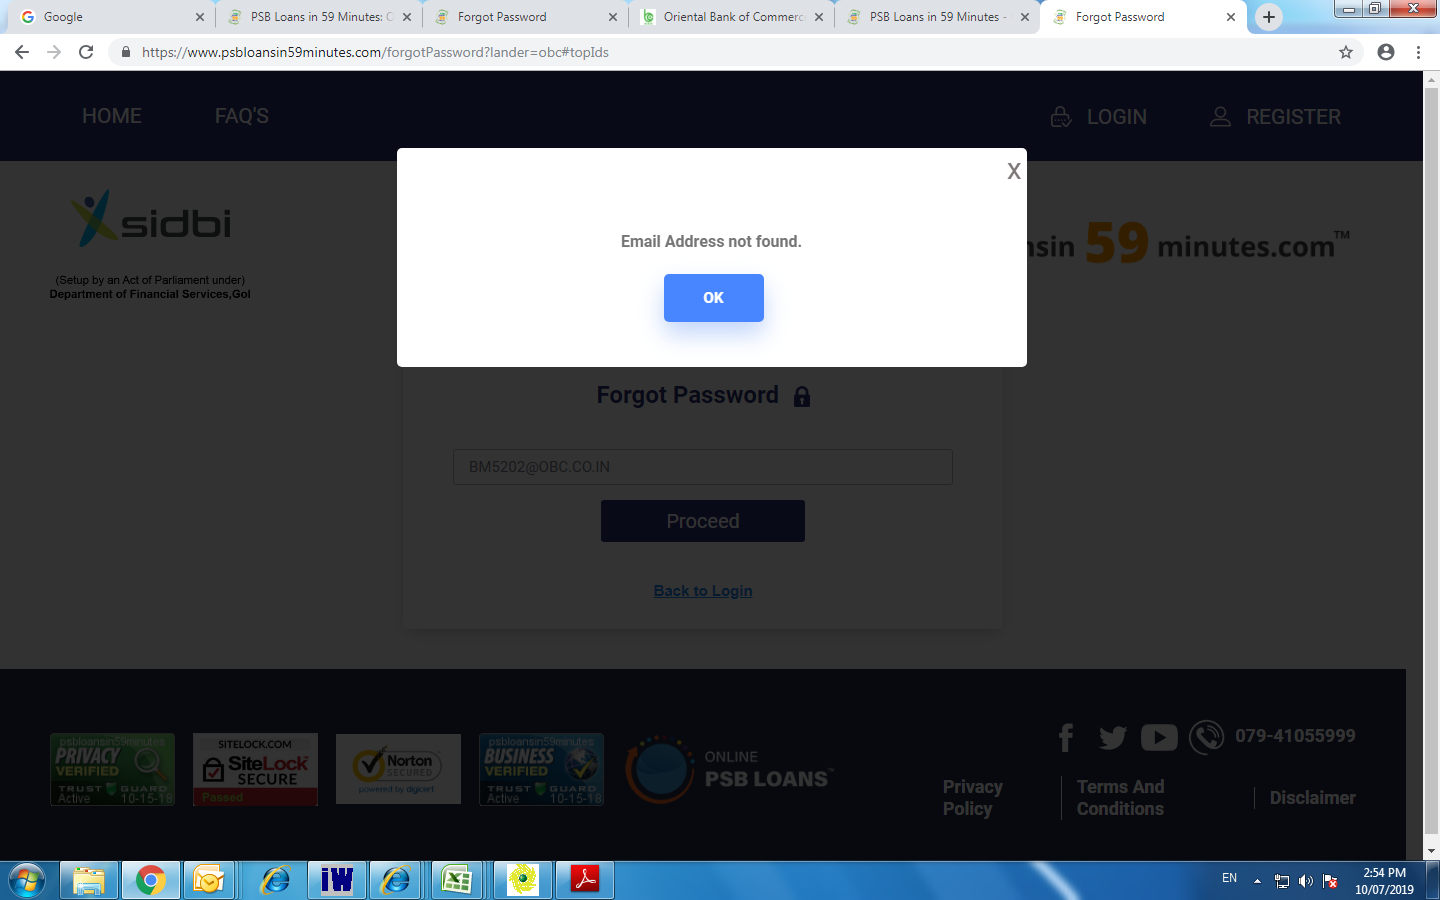 Google
PSB Loans in 59 Minutes: C
Forgot Password
Oriental Bank of Commerc
PSB Loans in 59 Minutes -
Forgot Password
https://www.psbloansin59minutes.com/forgotPassword?lander=obc#topIds
HOME
FAQ'S
LOGIN
REGISTER
X
sidbi
(Setup by an Act of Parliament under)
Department of Financial Services,GoI
nsin 59 minutes.com™
Email Address not found.
OK
Forgot Password
BM5202@OBC.CO.IN
Proceed
Back to Login
psbloansin59minutes
PRIVACY
VERIFIED
TRUST GUARD
Active 10-15-18
SITELOCK.COM
SiteLock
SECURE
Passed
Norton
SECURED
powered by digicert
psbloansin59minutes
BUSINESS
VERIFIED
TRUST GUARD
Active 10-15-18
ONLINE
PSB LOANS™
079-41055999
Privacy
Policy
Terms And
Conditions
Disclaimer
iW
EN
2:54 PM
10/07/2019